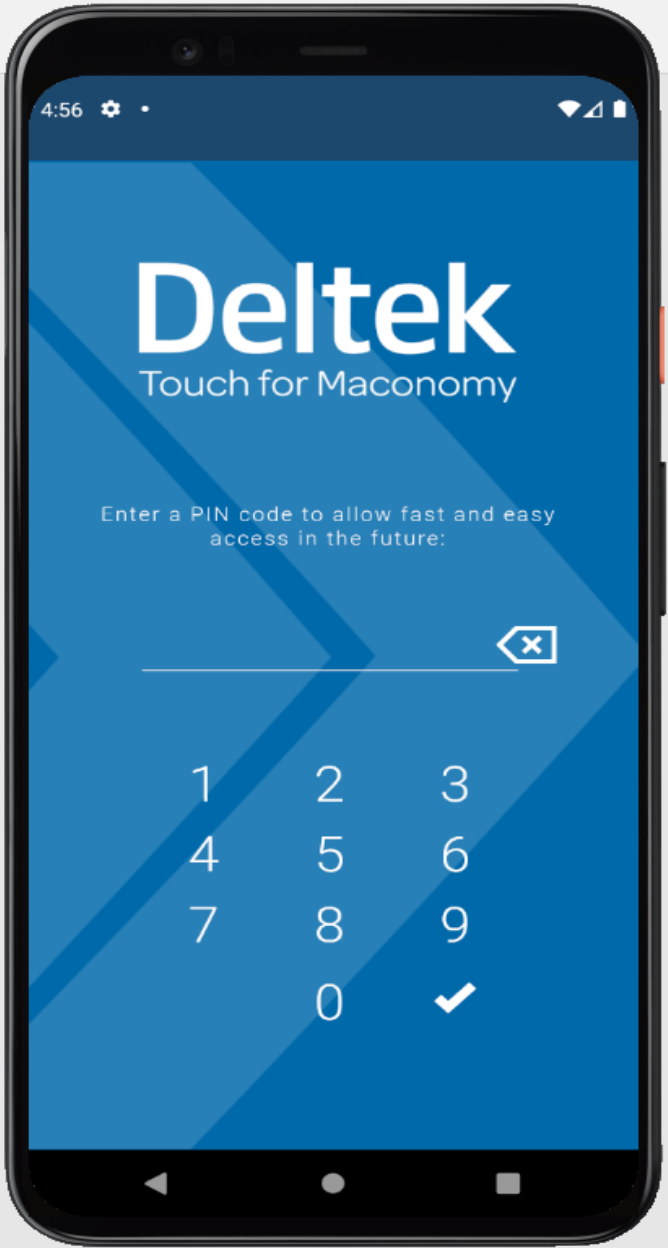 4:56
Deltek
Touch for Maconomy
Enter a PIN code to allow fast and easy
access in the future:
1 2 3
4 5 6
7 8 9
0